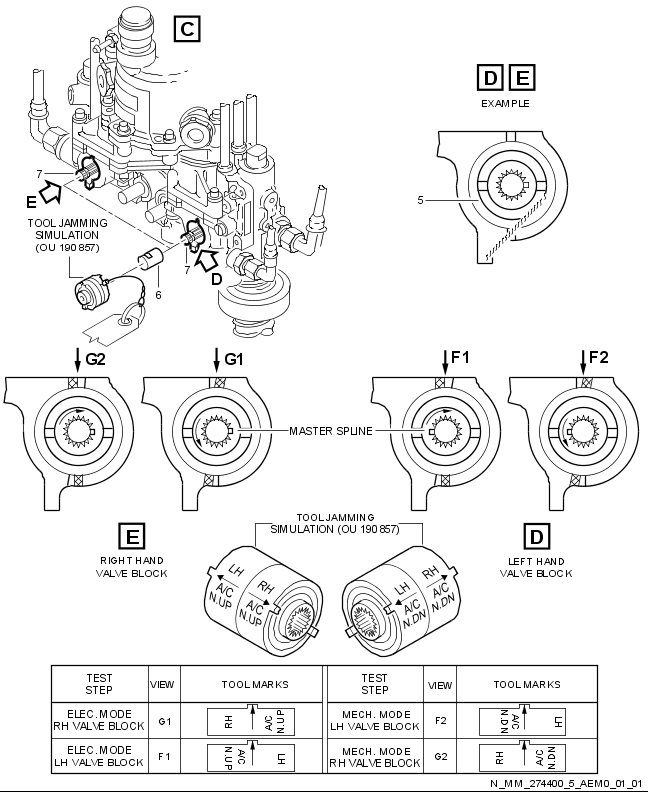 C
D E
EXAMPLE
7
5
E
TOOL JAMMING
SIMULATION
(OU 190 857)
7
6
D
G2
G1
F1
F2
MASTER SPLINE
TOOL JAMMING
SIMULATION (OU 190 857)
E
RIGHT HAND
VALVE BLOCK
D
LEFT HAND
VALVE BLOCK
LH
RH
A/C
N.UP
A/C
N.UP
LH
RH
A/C
N.DN
A/C
N.DN
TEST
STEP
VIEW
TOOL MARKS
TEST
STEP
VIEW
TOOL MARKS
ELEC. MODE
RH VALVE BLOCK
G1
RH
A/C
N.UP
MECH. MODE
LH VALVE BLOCK
F2
N.DN
A/C
LH
ELEC. MODE
LH VALVE BLOCK
F1
N.UP
A/C
LH
MECH. MODE
RH VALVE BLOCK
G2
RH
A/C
N.DN
N_MM_274400_5_AEM0_01_01